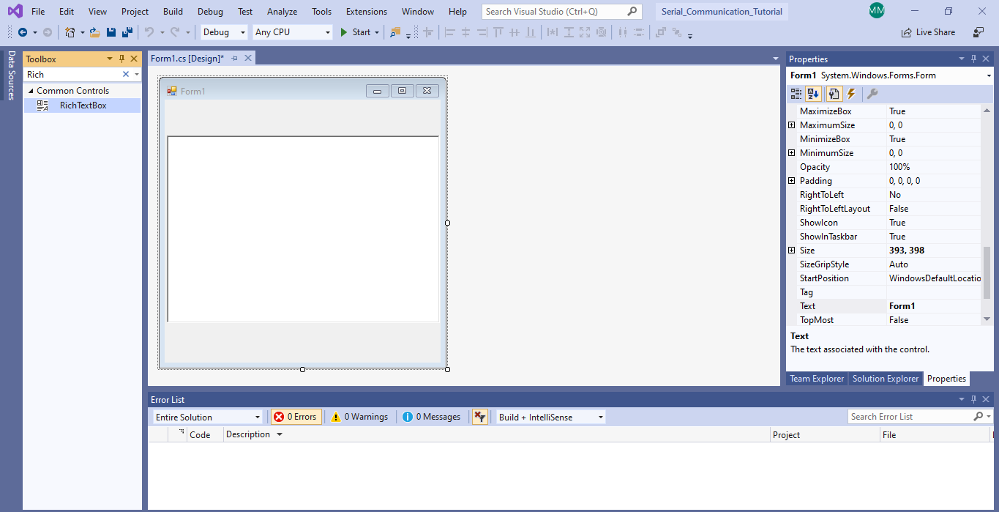 File Edit View Project Build Debug Test Analyze Tools Extensions Window Help Search Visual Studio (Ctrl+Q) Serial_Communication_Tutorial MM
Debug Any CPU Start Live Share
Data Sources
Toolbox
Rich
Common Controls
RichTextBox
Form1.cs [Design]*
Form1
Properties
Form1 System.Windows.Forms.Form
MaximizeBox True
MaximumSize 0, 0
MinimizeBox True
MinimumSize 0, 0
Opacity 100%
Padding 0, 0, 0, 0
RightToLeft No
RightToLeftLayout False
ShowIcon True
ShowInTaskbar True
Size 393, 398
SizeGripStyle Auto
StartPosition WindowsDefaultLocatio
Tag
Text Form1
TopMost False
Text
The text associated with the control.
Team Explorer Solution Explorer Properties
Error List
Entire Solution 0 Errors 0 Warnings 0 Messages Build + IntelliSense Search Error List
Code Description Project File